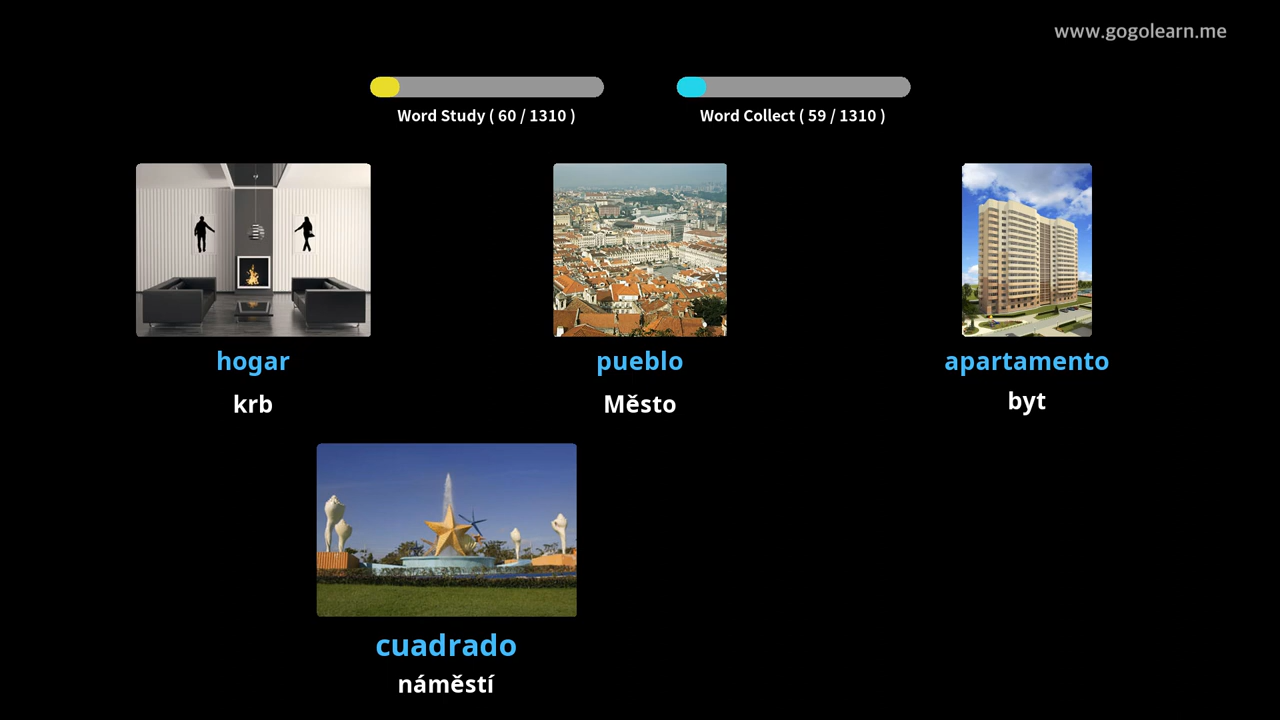 www.gogolearn.me
Word Study ( 60 / 1310 )
Word Collect ( 59 / 1310 )
hogar
krb
pueblo
Město
apartamento
byt
cuadrado
náměstí